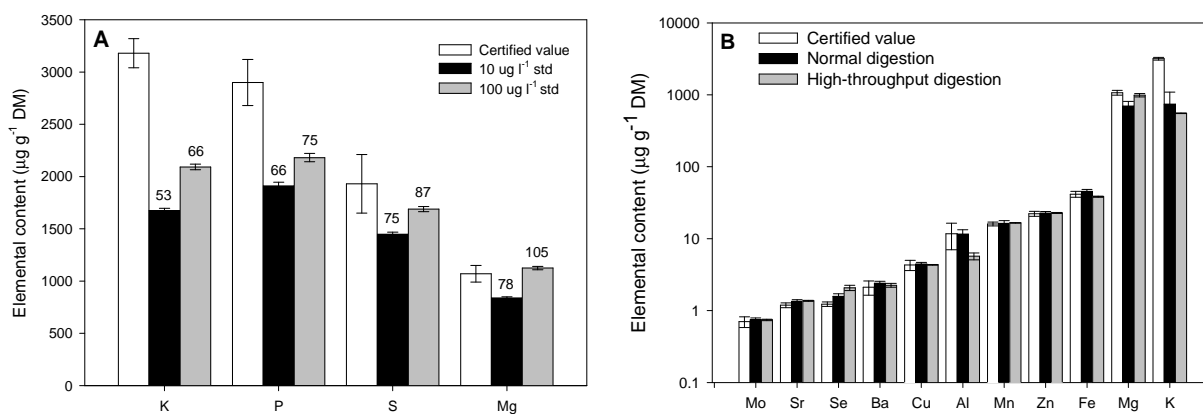 A
Certified value
10 ug l⁻¹ std
100 ug l⁻¹ std
Elemental content (µg g⁻¹ DM)
3500
3000
2500
2000
1500
1000
500
0
53
66
66
75
75
87
78
105
K P S Mg
B
Certified value
Normal digestion
High-throughput digestion
Elemental content (µg g⁻¹ DM)
10000
1000
100
10
1
0.1
Mo Sr Se Ba Cu Al Mn Zn Fe Mg K